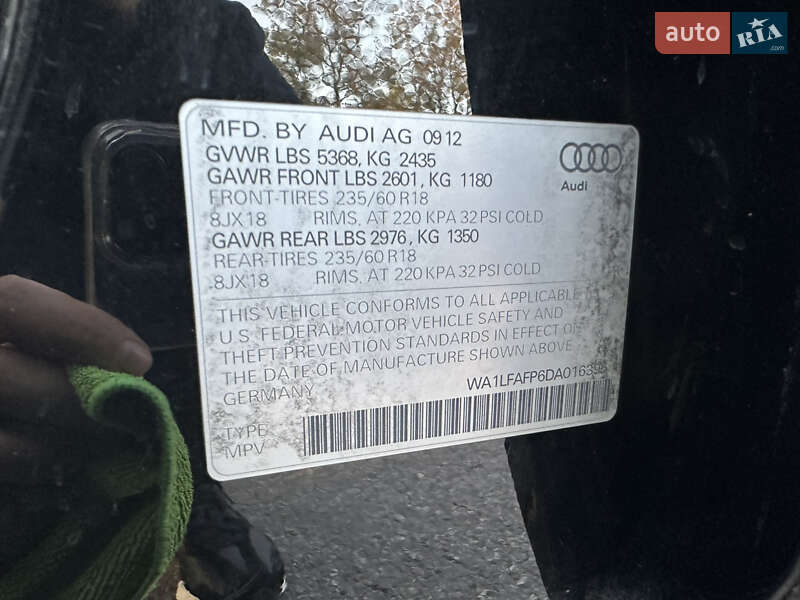 auto RIA.com
MFD. BY AUDI AG 09 12
GVWR LBS 5368, KG 2435
GAWR FRONT LBS 2601, KG 1180
FRONT-TIRES 235/60 R18
8JX18 RIMS, AT 220 KPA 32 PSI COLD
GAWR REAR LBS 2976, KG 1350
REAR-TIRES 235/60 R18
8JX18 RIMS, AT 220 KPA 32 PSI COLD
Audi
THIS VEHICLE CONFORMS TO ALL APPLICABLE
U.S. FEDERAL MOTOR VEHICLE SAFETY AND
THEFT PREVENTION STANDARDS IN EFFECT ON
THE DATE OF MANUFACTURE SHOWN ABOVE.
GERMANY
TYPE
MPV